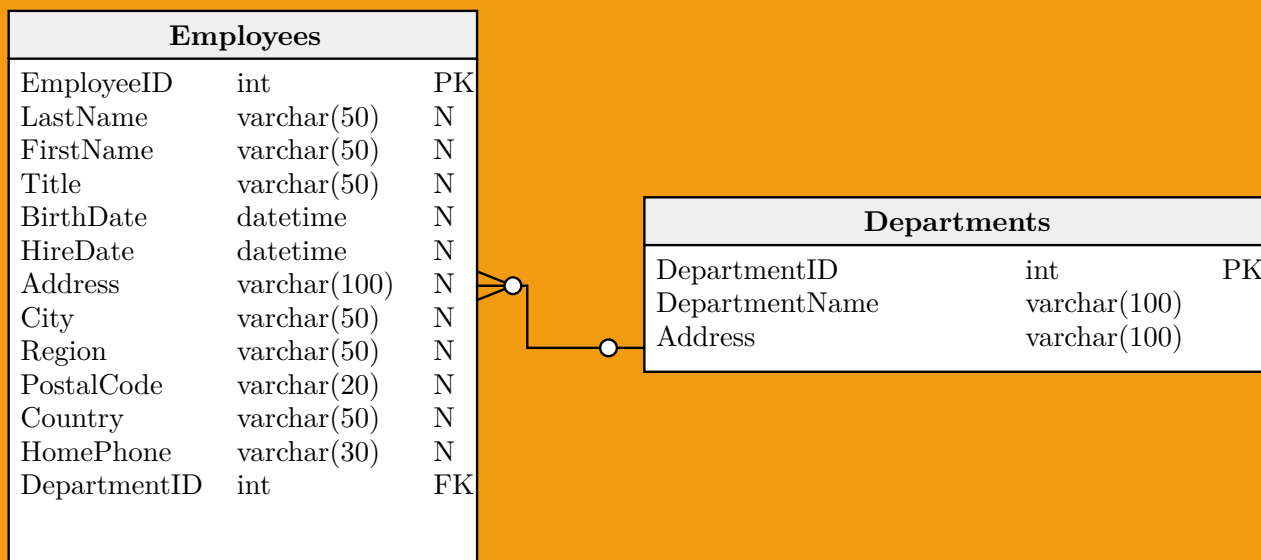 Employees
EmployeeID int PK
LastName varchar(50) N
FirstName varchar(50) N
Title varchar(50) N
BirthDate datetime N
HireDate datetime N
Address varchar(100) N
City varchar(50) N
Region varchar(50) N
PostalCode varchar(20) N
Country varchar(50) N
HomePhone varchar(30) N
DepartmentID int FK
Departments
DepartmentID int PK
DepartmentName varchar(100)
Address varchar(100)